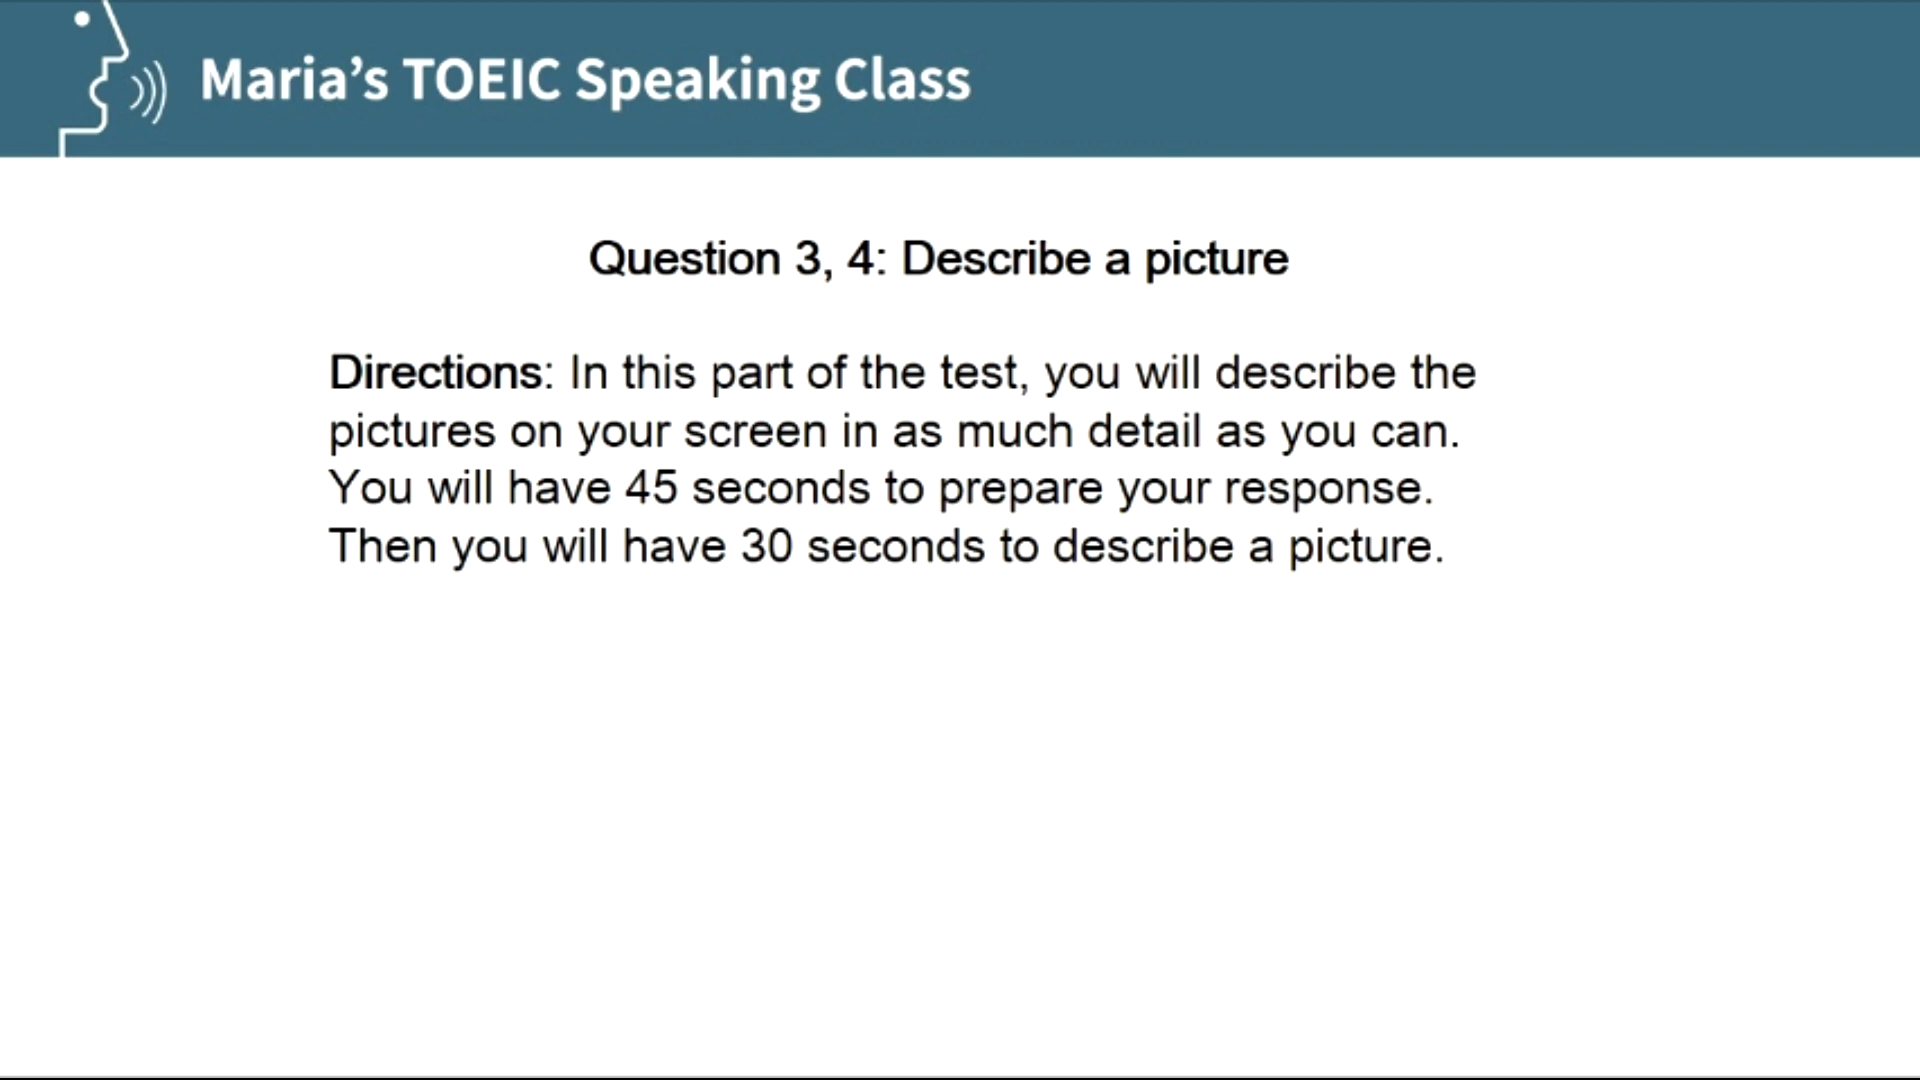 Maria’s TOEIC Speaking Class
Question 3, 4: Describe a picture
Directions: In this part of the test, you will describe the
pictures on your screen in as much detail as you can.
You will have 45 seconds to prepare your response.
Then you will have 30 seconds to describe a picture.